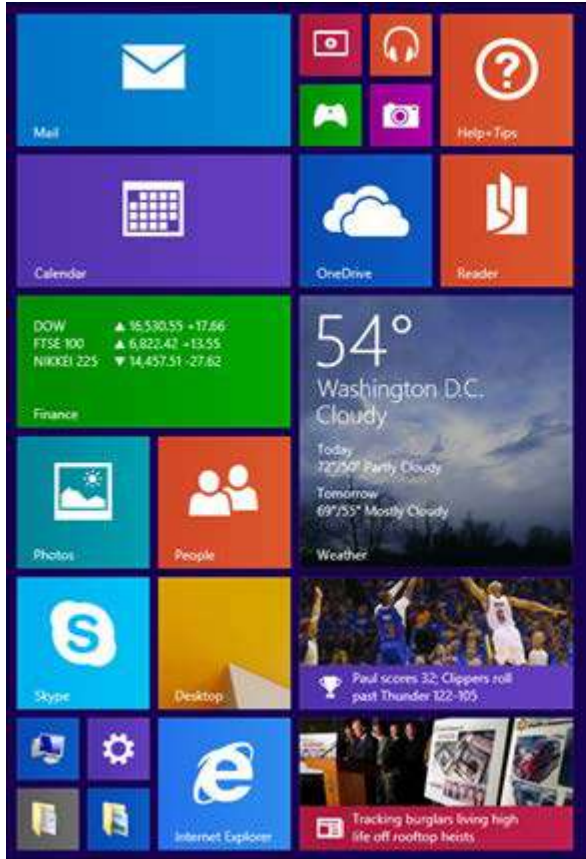 Mail
Help+Tips
Calendar
OneDrive
Reader
DOW ▲ 16,530.55 +17.66
FTSE 100 ▲ 6,822.42 +13.55
NIKKEI 225 ▼ 14,457.51 -27.62
Finance
54°
Washington D.C.
Cloudy
Today
72°/50° Partly Cloudy
Tomorrow
69°/55° Mostly Cloudy
Weather
Photos
People
Skype
Desktop
Paul scores 32; Clippers roll
past Thunder 122-105
Internet Explorer
Tracking burglars living high
life off rooftop heists